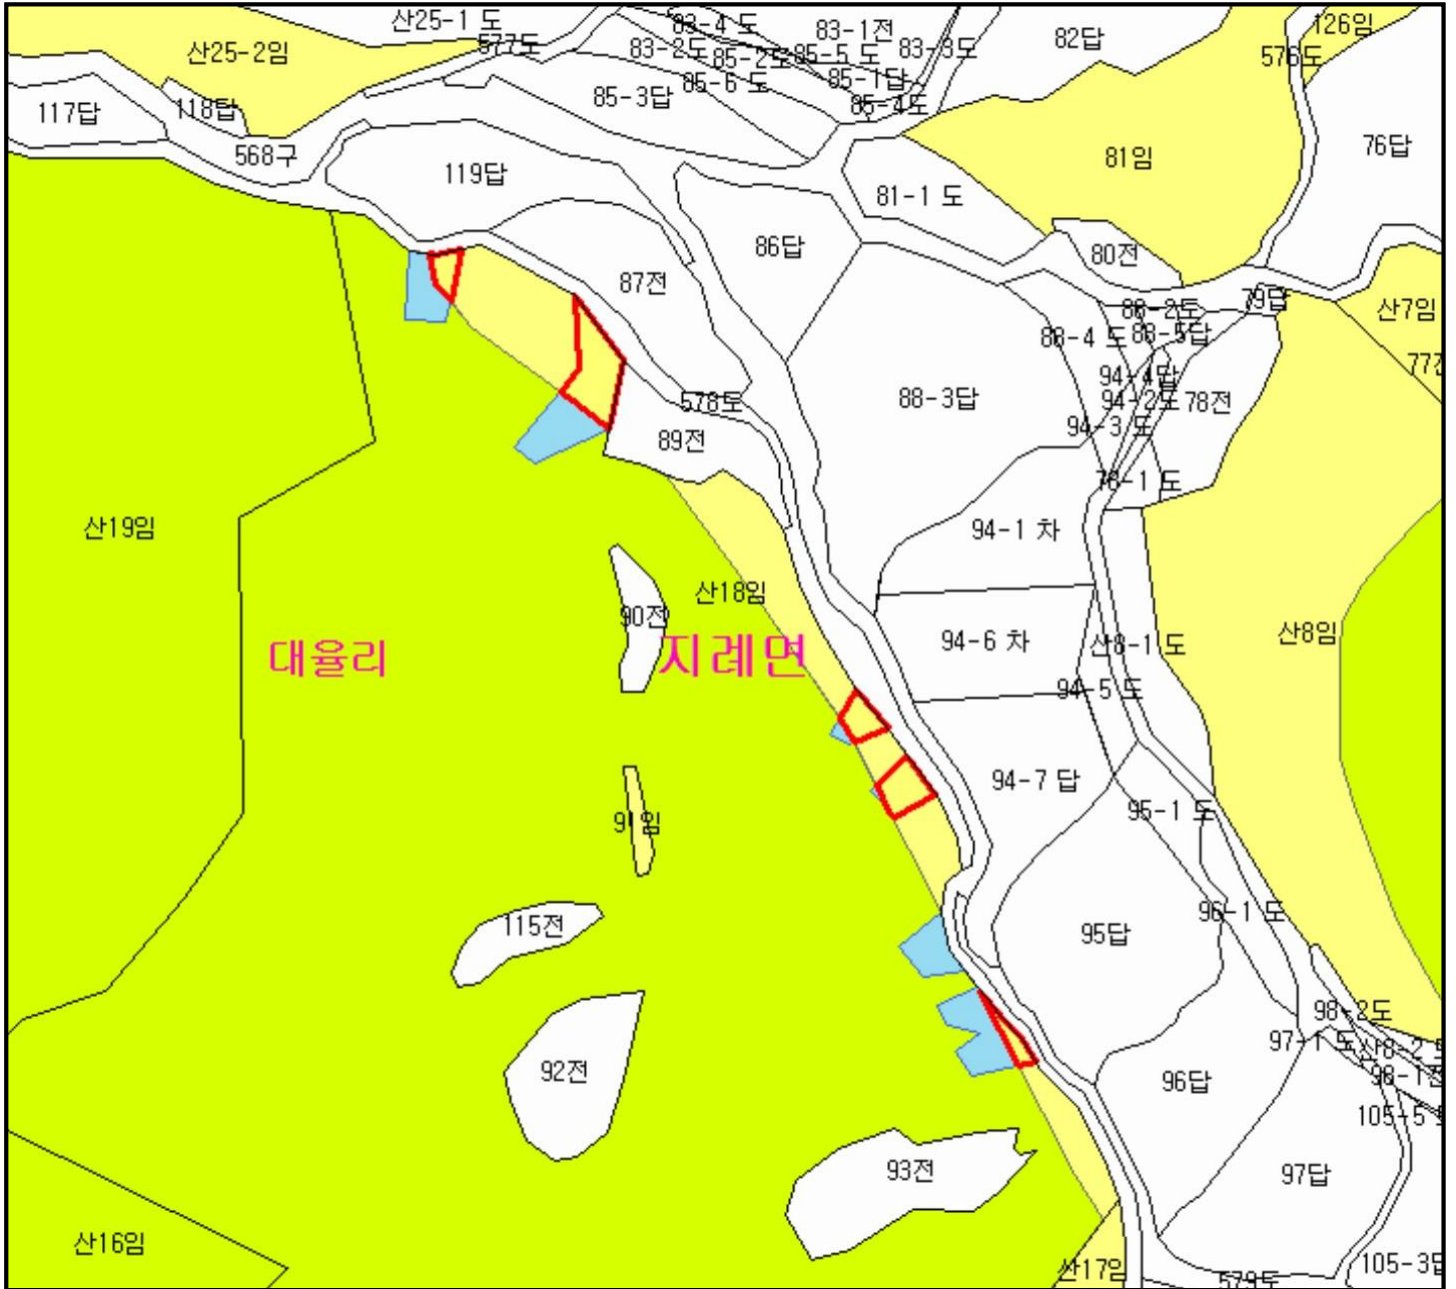 산25-1 도
83-4 도
83-1전
82답
126임
산25-2임
577도
83-2도
85-2도
85-5 도
83-3도
576도
85-6 도
85-1답
85-3답
85-4도
117답
118답
76답
568구
81임
119답
81-1 도
86답
80전
87전
88-2도
79답
산7임
88-4 도
88-5답
77전
94-4답
578도
88-3답
94-2도
78전
94-3 도
89전
78-1 도
산19임
94-1 차
산18임
90전
산8임
대율리
지례면
94-6 차
산8-1 도
94-5 도
94-7 답
91임
95-1 도
115전
95답
96-1 도
98-2도
97-1 도
산8-2 도
92전
96답
98-1전
105-5
93전
97답
산16임
산17임
579도
105-3답